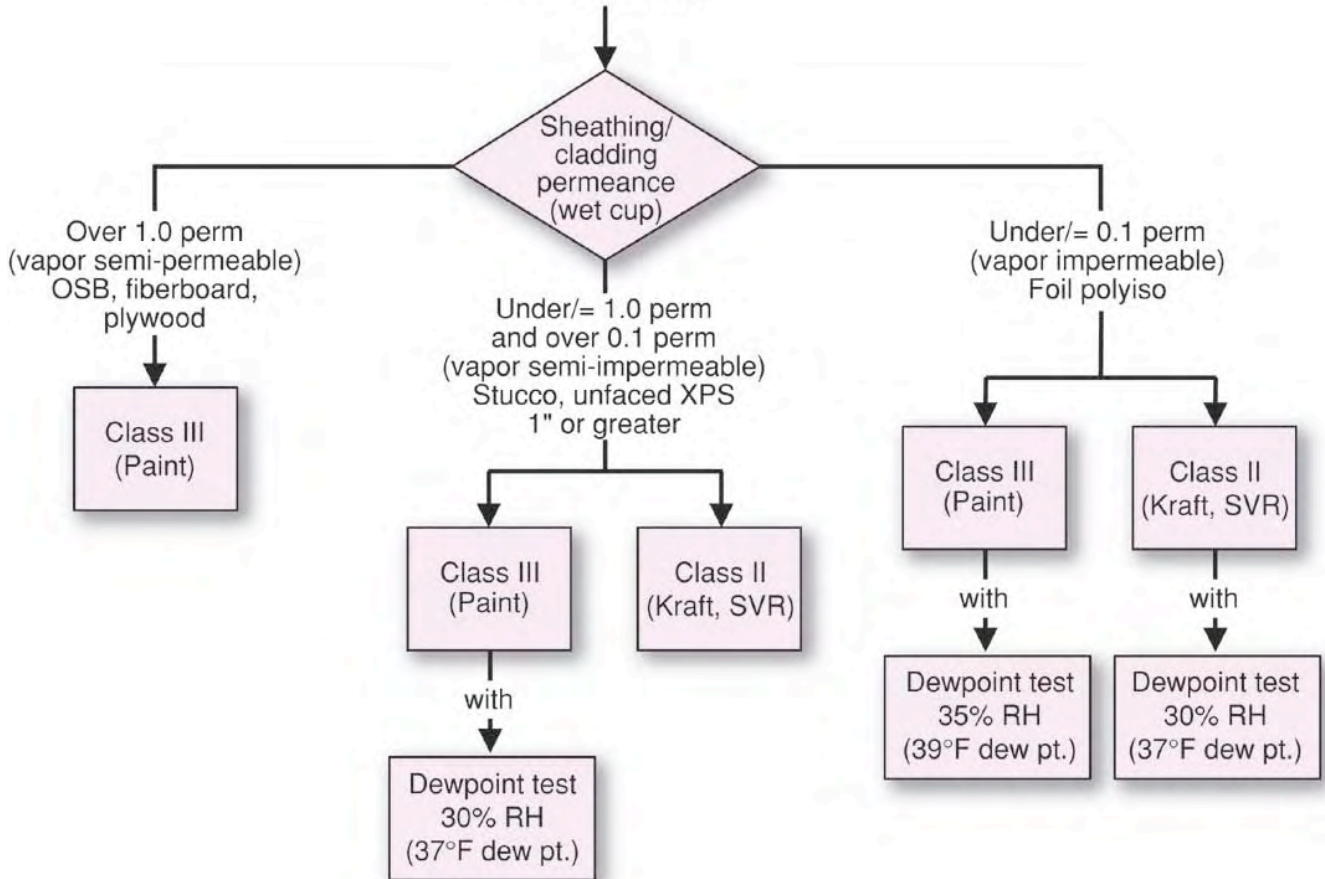 Sheathing/
cladding
permeance
(wet cup)
Over 1.0 perm
(vapor semi-permeable)
OSB, fiberboard,
plywood
Class III
(Paint)
Under/= 1.0 perm
and over 0.1 perm
(vapor semi-impermeable)
Stucco, unfaced XPS
1" or greater
Class III
(Paint)
with
Dewpoint test
30% RH
(37°F dew pt.)
Class II
(Kraft, SVR)
Under/= 0.1 perm
(vapor impermeable)
Foil polyiso
Class III
(Paint)
with
Dewpoint test
35% RH
(39°F dew pt.)
Class II
(Kraft, SVR)
with
Dewpoint test
30% RH
(37°F dew pt.)